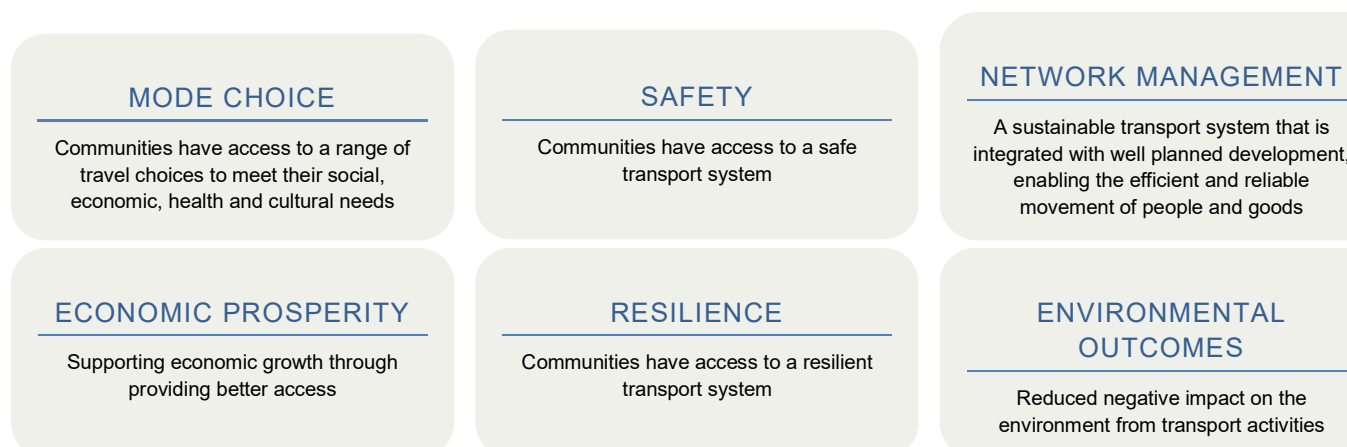 MODE CHOICE
Communities have access to a range of
travel choices to meet their social,
economic, health and cultural needs
SAFETY
Communities have access to a safe
transport system
NETWORK MANAGEMENT
A sustainable transport system that is
integrated with well planned development,
enabling the efficient and reliable
movement of people and goods
ECONOMIC PROSPERITY
Supporting economic growth through
providing better access
RESILIENCE
Communities have access to a resilient
transport system
ENVIRONMENTAL
OUTCOMES
Reduced negative impact on the
environment from transport activities